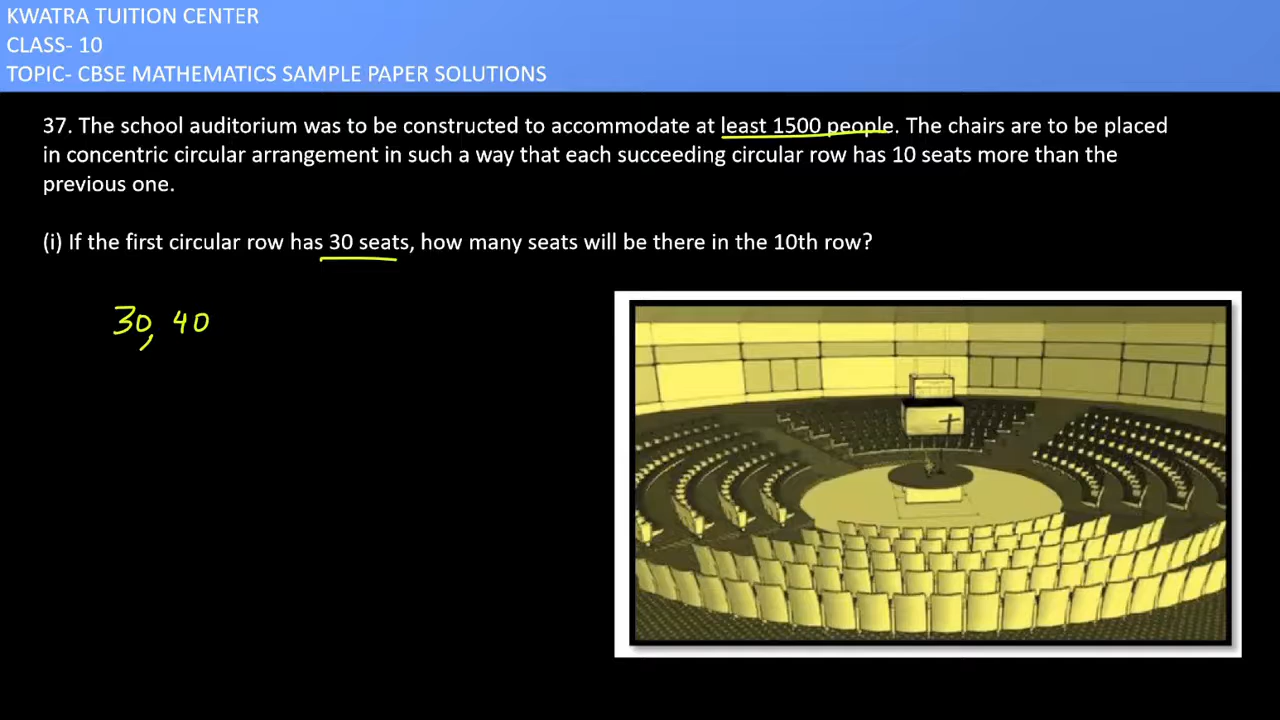 KWATRA TUITION CENTER
CLASS- 10
TOPIC- CBSE MATHEMATICS SAMPLE PAPER SOLUTIONS
37. The school auditorium was to be constructed to accommodate at least 1500 people. The chairs are to be placed
in concentric circular arrangement in such a way that each succeeding circular row has 10 seats more than the
previous one.
(i) If the first circular row has 30 seats, how many seats will be there in the 10th row?
30, 40